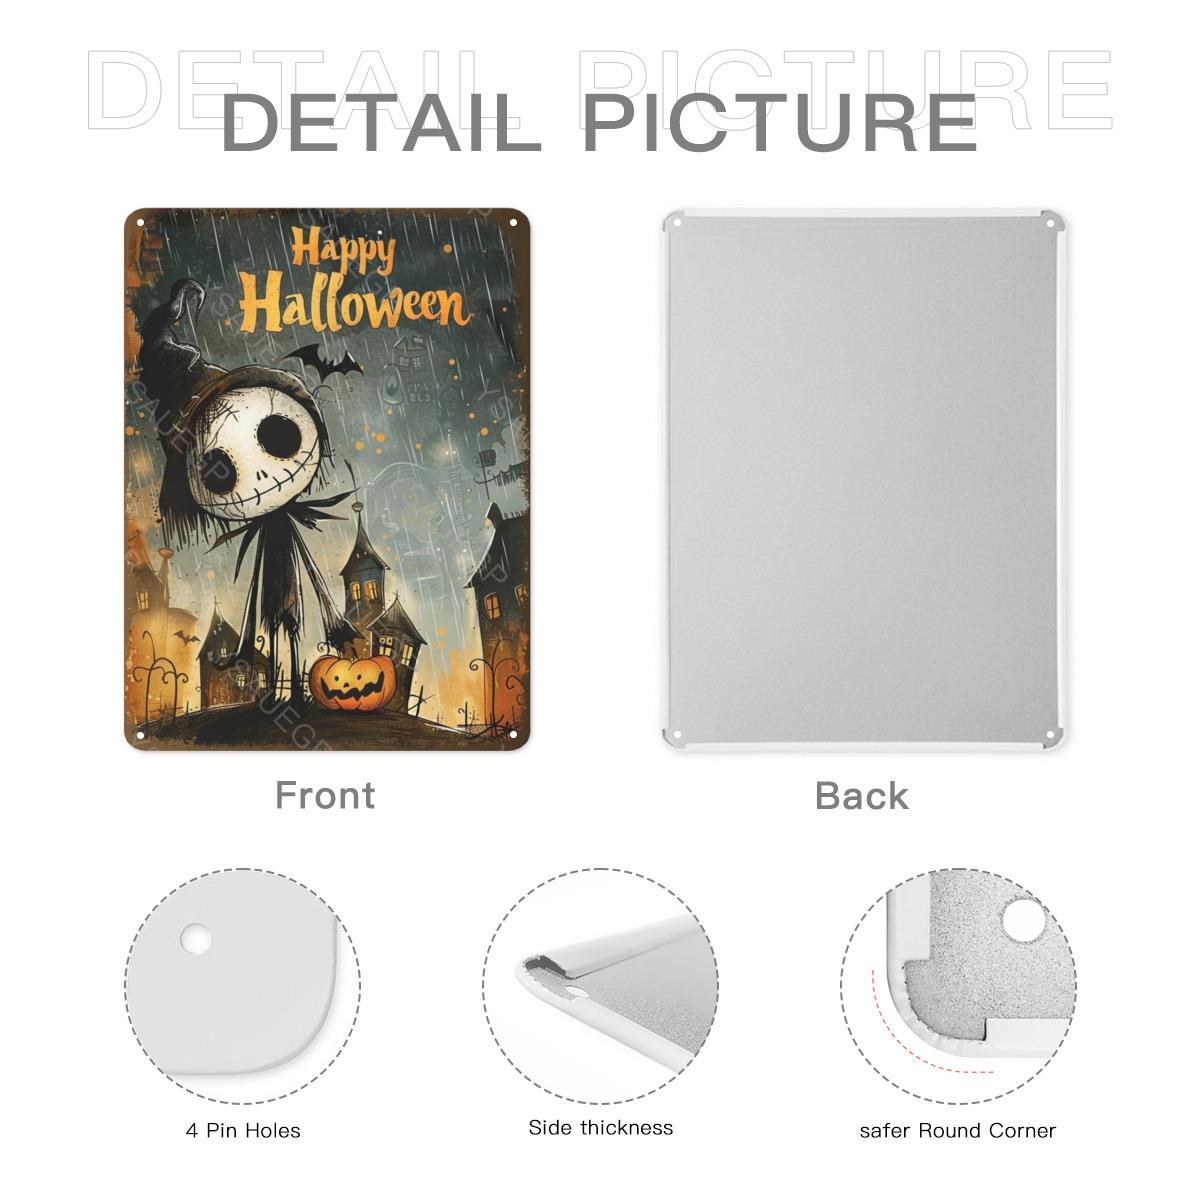 DETAIL PICTURE
DETAIL PICTURE
Happy
Halloween
Front
Back
4 Pin Holes
Side thickness
safer Round Corner